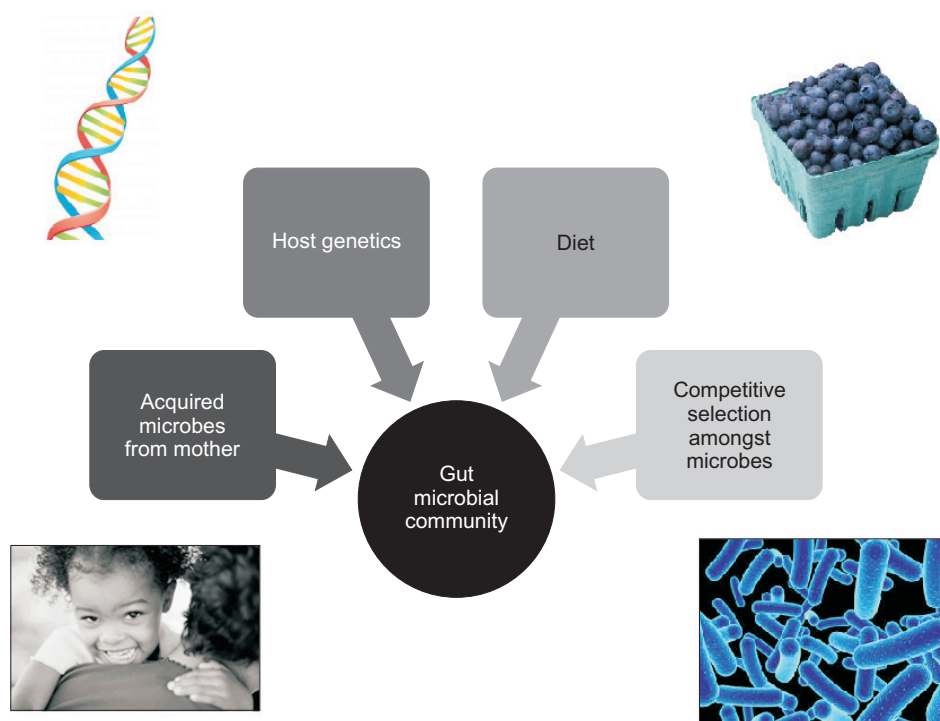 Host genetics
Diet
Acquired
microbes
from mother
Competitive
selection
amongst
microbes
Gut
microbial
community